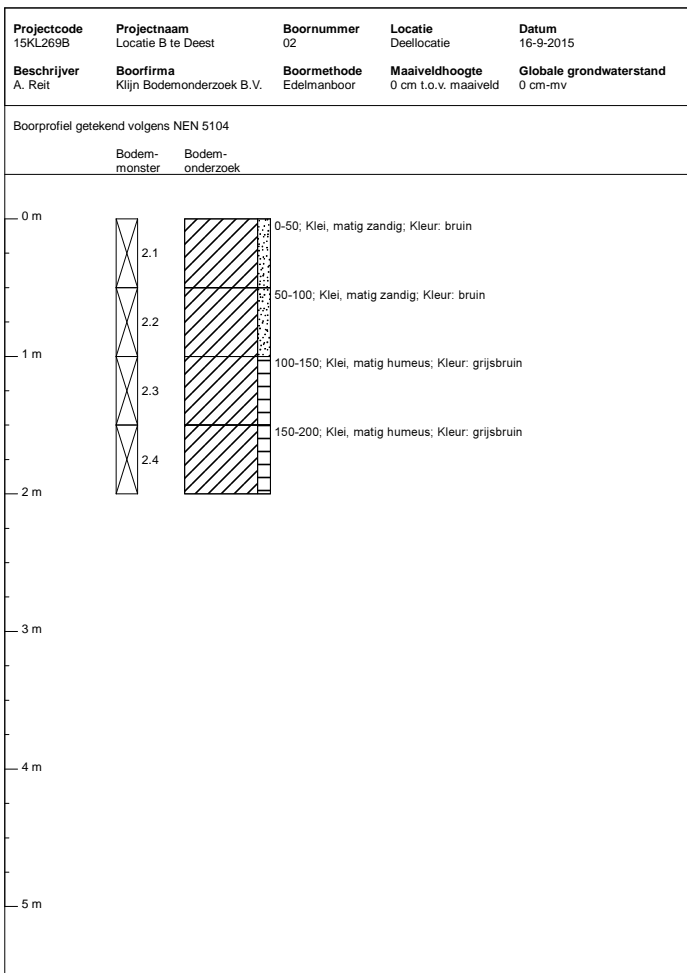 Projectcode Projectnaam Boornummer Locatie Datum
15KL269B Locatie B te Deest 02 Deellocatie 16-9-2015
Beschrijver Boorfirma Boormethode Maaiveldhoogte Globale grondwaterstand
A. Reit Klijn Bodemonderzoek B.V. Edelmanboor 0 cm t.o.v. maaiveld 0 cm-mv
Boorprofiel getekend volgens NEN 5104
Bodem- Bodem-
monster onderzoek
0 m
0-50; Klei, matig zandig; Kleur: bruin
2.1
50-100; Klei, matig zandig; Kleur: bruin
2.2
1 m
100-150; Klei, matig humeus; Kleur: grijsbruin
2.3
150-200; Klei, matig humeus; Kleur: grijsbruin
2.4
2 m
3 m
4 m
5 m